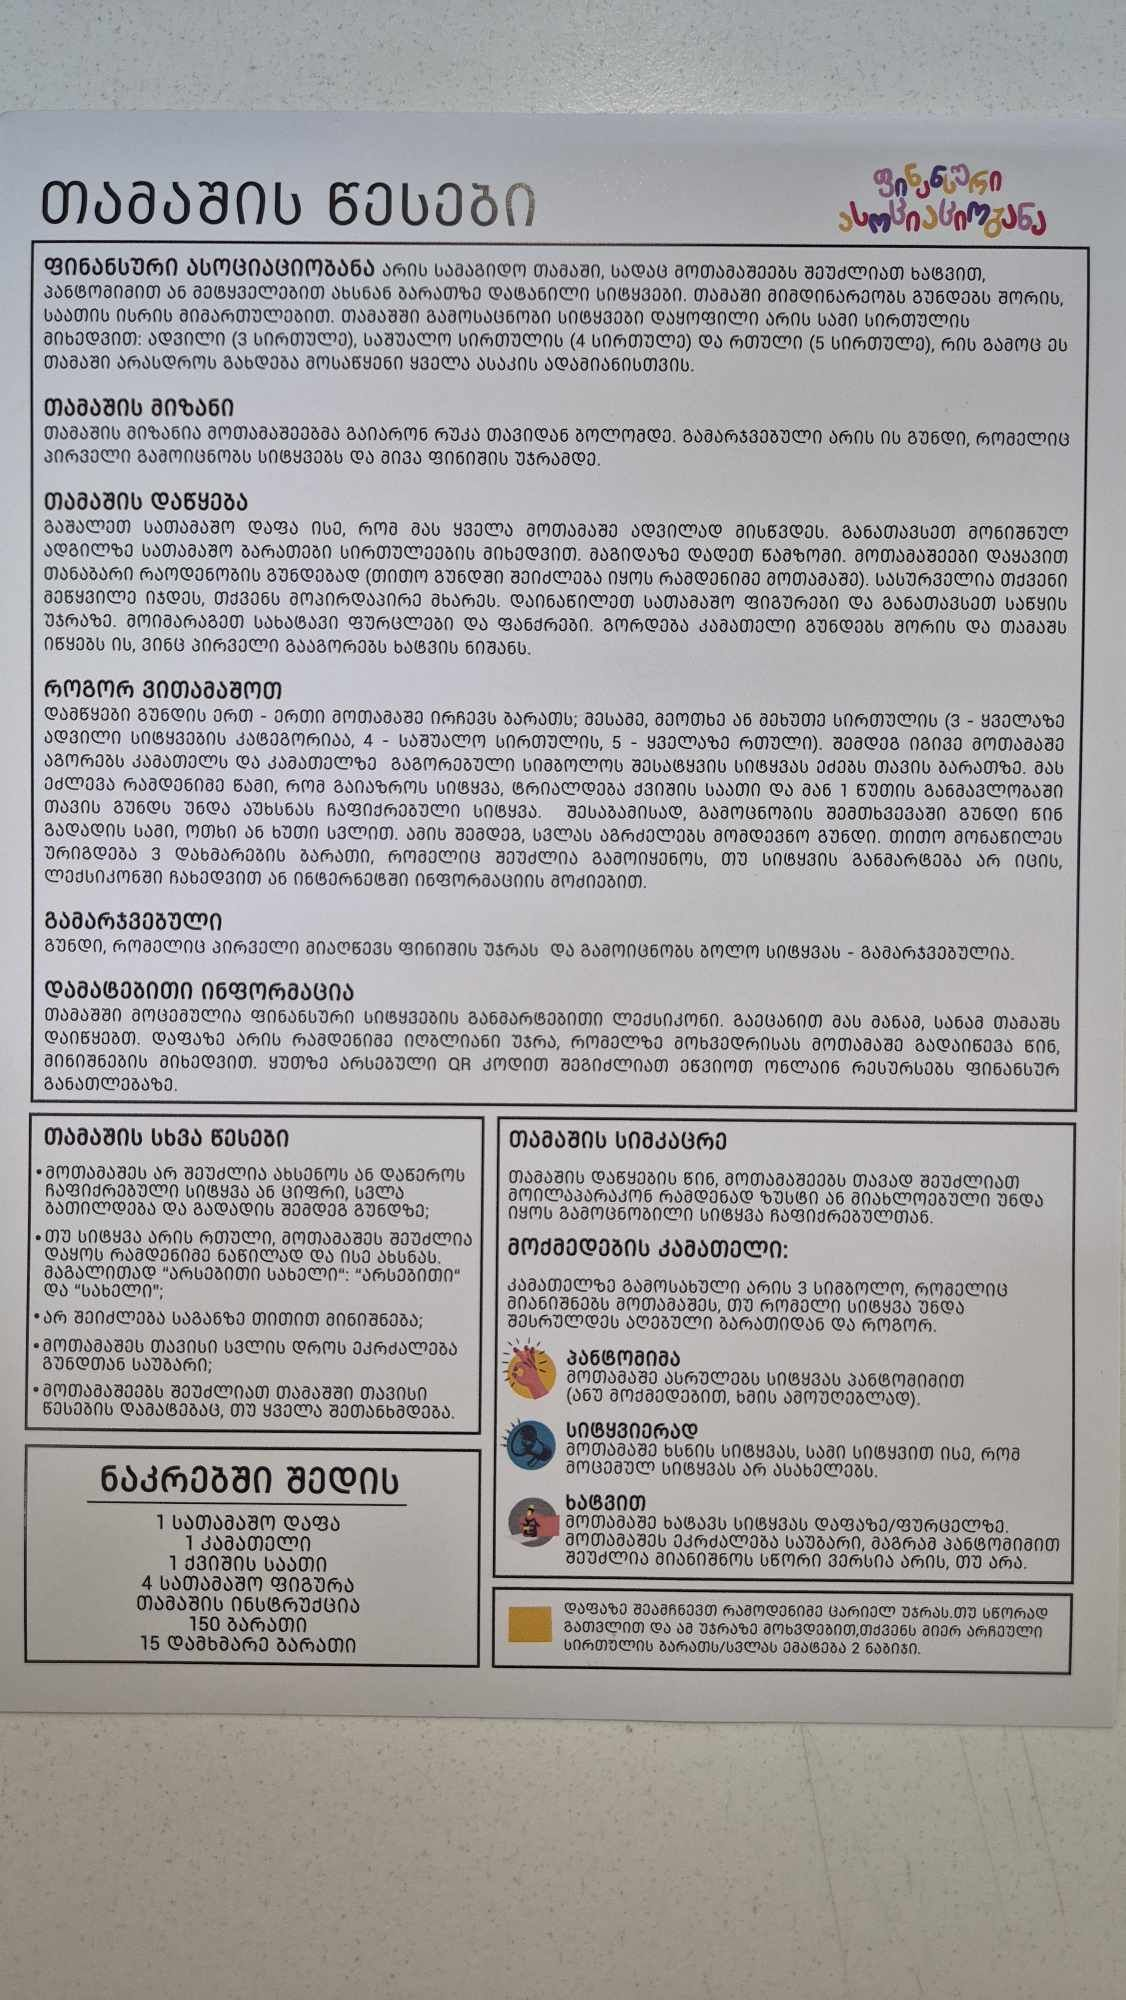 თამაშის წესები
ფინანსური
ასოციაციობანა
ფინანსური ასოციაციობანა არის სამაგიდო თამაში, სადაც მოთამაშეებს შეუძლიათ ხატვით,
პანტომიმით ან მეტყველებით ახსნან ბარათზე დატანილი სიტყვები. თამაში მიმდინარეობს გუნდებს შორის,
საათის ისრის მიმართულებით. თამაშში გამოსაცნობი სიტყვები დაყოფილი არის სამი სირთულის
მიხედვით: ადვილი (3 სირთულე), საშუალო სირთულის (4 სირთულე) და რთული (5 სირთულე), რის გამოც ეს
თამაში არასდროს გახდება მოსაწყენი ყველა ასაკის ადამიანისთვის.
თამაშის მიზანი
თამაშის მიზანია მოთამაშეებმა გაიარონ რუკა თავიდან ბოლომდე. გამარჯვებული არის ის გუნდი, რომელიც
პირველი გამოიცნობს სიტყვებს და მივა ფინიშის უჯრამდე.
თამაშის დაწყება
გაშალეთ სათამაშო დაფა ისე, რომ მას ყველა მოთამაშე ადვილად მისწვდეს. განათავსეთ მონიშნულ
ადგილზე სათამაშო ბარათები სირთულეების მიხედვით. მაგიდაზე დადეთ წამზომი. მოთამაშეები დაყავით
თანაბარი რაოდენობის გუნდებად (თითო გუნდში შეიძლება იყოს რამდენიმე მოთამაშე). სასურველია თქვენი
მეწყვილე იჯდეს, თქვენს მოპირდაპირე მხარეს. დაინაწილეთ სათამაშო ფიგურები და განათავსეთ საწყის
უჯრაზე. მოიმარაგეთ სახატავი ფურცლები და ფანქრები. გორდება კამათელი გუნდებს შორის და თამაშს
იწყებს ის, ვინც პირველი გააგორებს ხატვის ნიშანს.
როგორ ვითამაშოთ
დამწყები გუნდის ერთ - ერთი მოთამაშე ირჩევს ბარათს; მესამე, მეოთხე ან მეხუთე სირთულის (3 - ყველაზე
ადვილი სიტყვების კატეგორიაა, 4 - საშუალო სირთულის, 5 - ყველაზე რთული). შემდეგ იგივე მოთამაშე
აგორებს კამათელს და კამათელზე გაგორებული სიმბოლოს შესატყვის სიტყვას ეძებს თავის ბარათზე. მას
ეძლევა რამდენიმე წამი, რომ გაიაზროს სიტყვა, ტრიალდება ქვიშის საათი და მან 1 წუთის განმავლობაში
თავის გუნდს უნდა აუხსნას ჩაფიქრებული სიტყვა. შესაბამისად, გამოცნობის შემთხვევაში გუნდი წინ
გადადის სამი, ოთხი ან ხუთი სვლით. ამის შემდეგ, სვლას აგრძელებს მომდევნო გუნდი. თითო მონაწილეს
ურიგდება 3 დახმარების ბარათი, რომელიც შეუძლია გამოიყენოს, თუ სიტყვის განმარტება არ იცის,
ლექსიკონში ჩახედვით ან ინტერნეტში ინფორმაციის მოძიებით.
გამარჯვებული
გუნდი, რომელიც პირველი მიაღწევს ფინიშის უჯრას და გამოიცნობს ბოლო სიტყვას - გამარჯვებულია.
დამატებითი ინფორმაცია
თამაშში მოცემულია ფინანსური სიტყვების განმარტებითი ლექსიკონი. გაეცანით მას მანამ, სანამ თამაშს
დაიწყებთ. დაფაზე არის რამდენიმე იღბლიანი უჯრა, რომელზე მოხვედრისას მოთამაშე გადაიწევა წინ,
მინიშნების მიხედვით. ყუთზე არსებული QR კოდით შეგიძლიათ ეწვიოთ ონლაინ რესურსებს ფინანსურ
განათლებაზე.
თამაშის სხვა წესები
• მოთამაშეს არ შეუძლია ახსენოს ან დაწეროს
ჩაფიქრებული სიტყვა ან ციფრი, სვლა
ბათილდება და გადადის შემდეგ გუნდზე;
• თუ სიტყვა არის რთული, მოთამაშეს შეუძლია
დაყოს რამდენიმე ნაწილად და ისე ახსნას.
მაგალითად “არსებითი სახელი“: “არსებითი“
და “სახელი“;
• არ შეიძლება საგანზე თითით მინიშნება;
• მოთამაშეს თავისი სვლის დროს ეკრძალება
გუნდთან საუბარი;
• მოთამაშეებს შეუძლიათ თამაშში თავისი
წესების დამატებაც, თუ ყველა შეთანხმდება.
ნაკრებში შედის
1 სათამაშო დაფა
1 კამათელი
1 ქვიშის საათი
4 სათამაშო ფიგურა
თამაშის ინსტრუქცია
150 ბარათი
15 დამხმარე ბარათი
თამაშის სიმკაცრე
თამაშის დაწყების წინ, მოთამაშეებს თავად შეუძლიათ
მოილაპარაკონ რამდენად ზუსტი ან მიახლოებული უნდა
იყოს გამოცნობილი სიტყვა ჩაფიქრებულთან.
მოქმედების კამათელი:
კამათელზე გამოსახული არის 3 სიმბოლო, რომელიც
მიანიშნებს მოთამაშეს, თუ რომელი სიტყვა უნდა
შესრულდეს აღებული ბარათიდან და როგორ.
პანტომიმა
მოთამაშე ასრულებს სიტყვას პანტომიმით
(ანუ მოქმედებით, ხმის ამოუღებლად).
სიტყვიერად
მოთამაშე ხსნის სიტყვას, სამი სიტყვით ისე, რომ
მოცემულ სიტყვას არ ასახელებს.
ხატვით
მოთამაშე ხატავს სიტყვას დაფაზე/ფურცელზე.
მოთამაშეს ეკრძალება საუბარი, მაგრამ პანტომიმით
შეუძლია მიანიშნოს სწორი ვერსია არის, თუ არა.
დაფაზე შეამჩნევთ რამოდენიმე ცარიელ უჯრას.თუ სწორად
გათვლით და ამ უჯრაზე მოხვდებით,თქვენს მიერ არჩეული
სირთულის ბარათს/სვლას ემატება 2 ნაბიჯი.